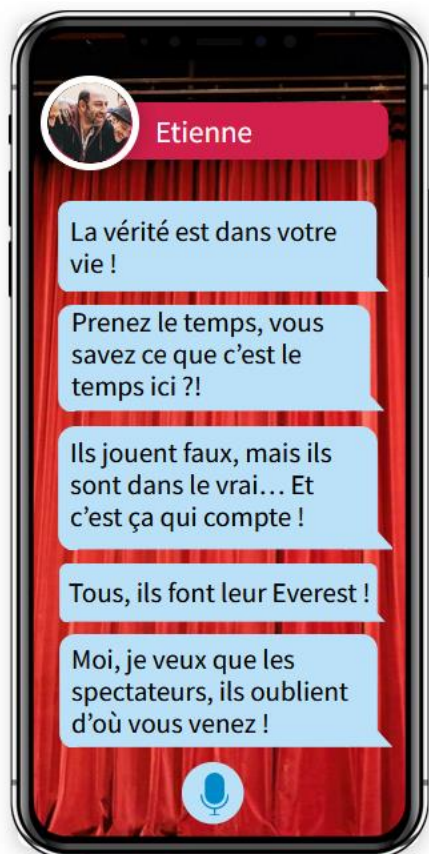 Etienne
La vérité est dans votre
vie !
Prenez le temps, vous
savez ce que c'est le
temps ici ?!
Ils jouent faux, mais ils
sont dans le vrai… Et
c'est ça qui compte !
Tous, ils font leur Everest !
Moi, je veux que les
spectateurs, ils oublient
d'où vous venez !